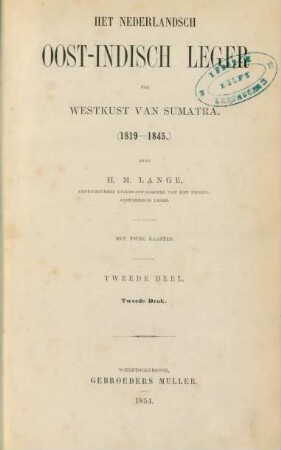 HET NEDERLANDSCH
OOST-INDISCH LEGER
TER
WESTKUST VAN SUMATRA.
(1819—1845.)
DOOR
H. M. LANGE,
MET TWEE KAARTEN.
TWEEDE DEEL.
Tweede Druk.
'SHERTOGENBOSCH,
GEBROEDERS MULLER.
1854.